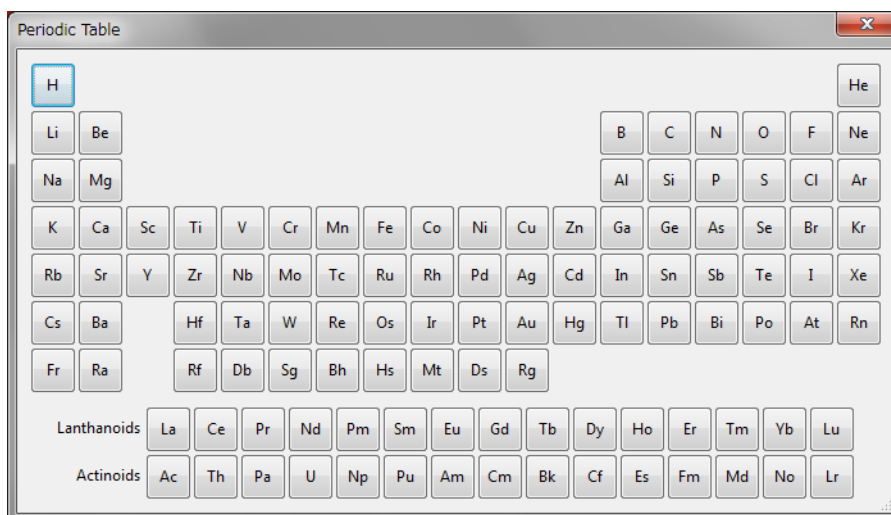 Periodic Table
H He
Li Be B C N O F Ne
Na Mg Al Si P S Cl Ar
K Ca Sc Ti V Cr Mn Fe Co Ni Cu Zn Ga Ge As Se Br Kr
Rb Sr Y Zr Nb Mo Tc Ru Rh Pd Ag Cd In Sn Sb Te I Xe
Cs Ba Hf Ta W Re Os Ir Pt Au Hg Tl Pb Bi Po At Rn
Fr Ra Rf Db Sg Bh Hs Mt Ds Rg
Lanthanoids La Ce Pr Nd Pm Sm Eu Gd Tb Dy Ho Er Tm Yb Lu
Actinoids Ac Th Pa U Np Pu Am Cm Bk Cf Es Fm Md No Lr